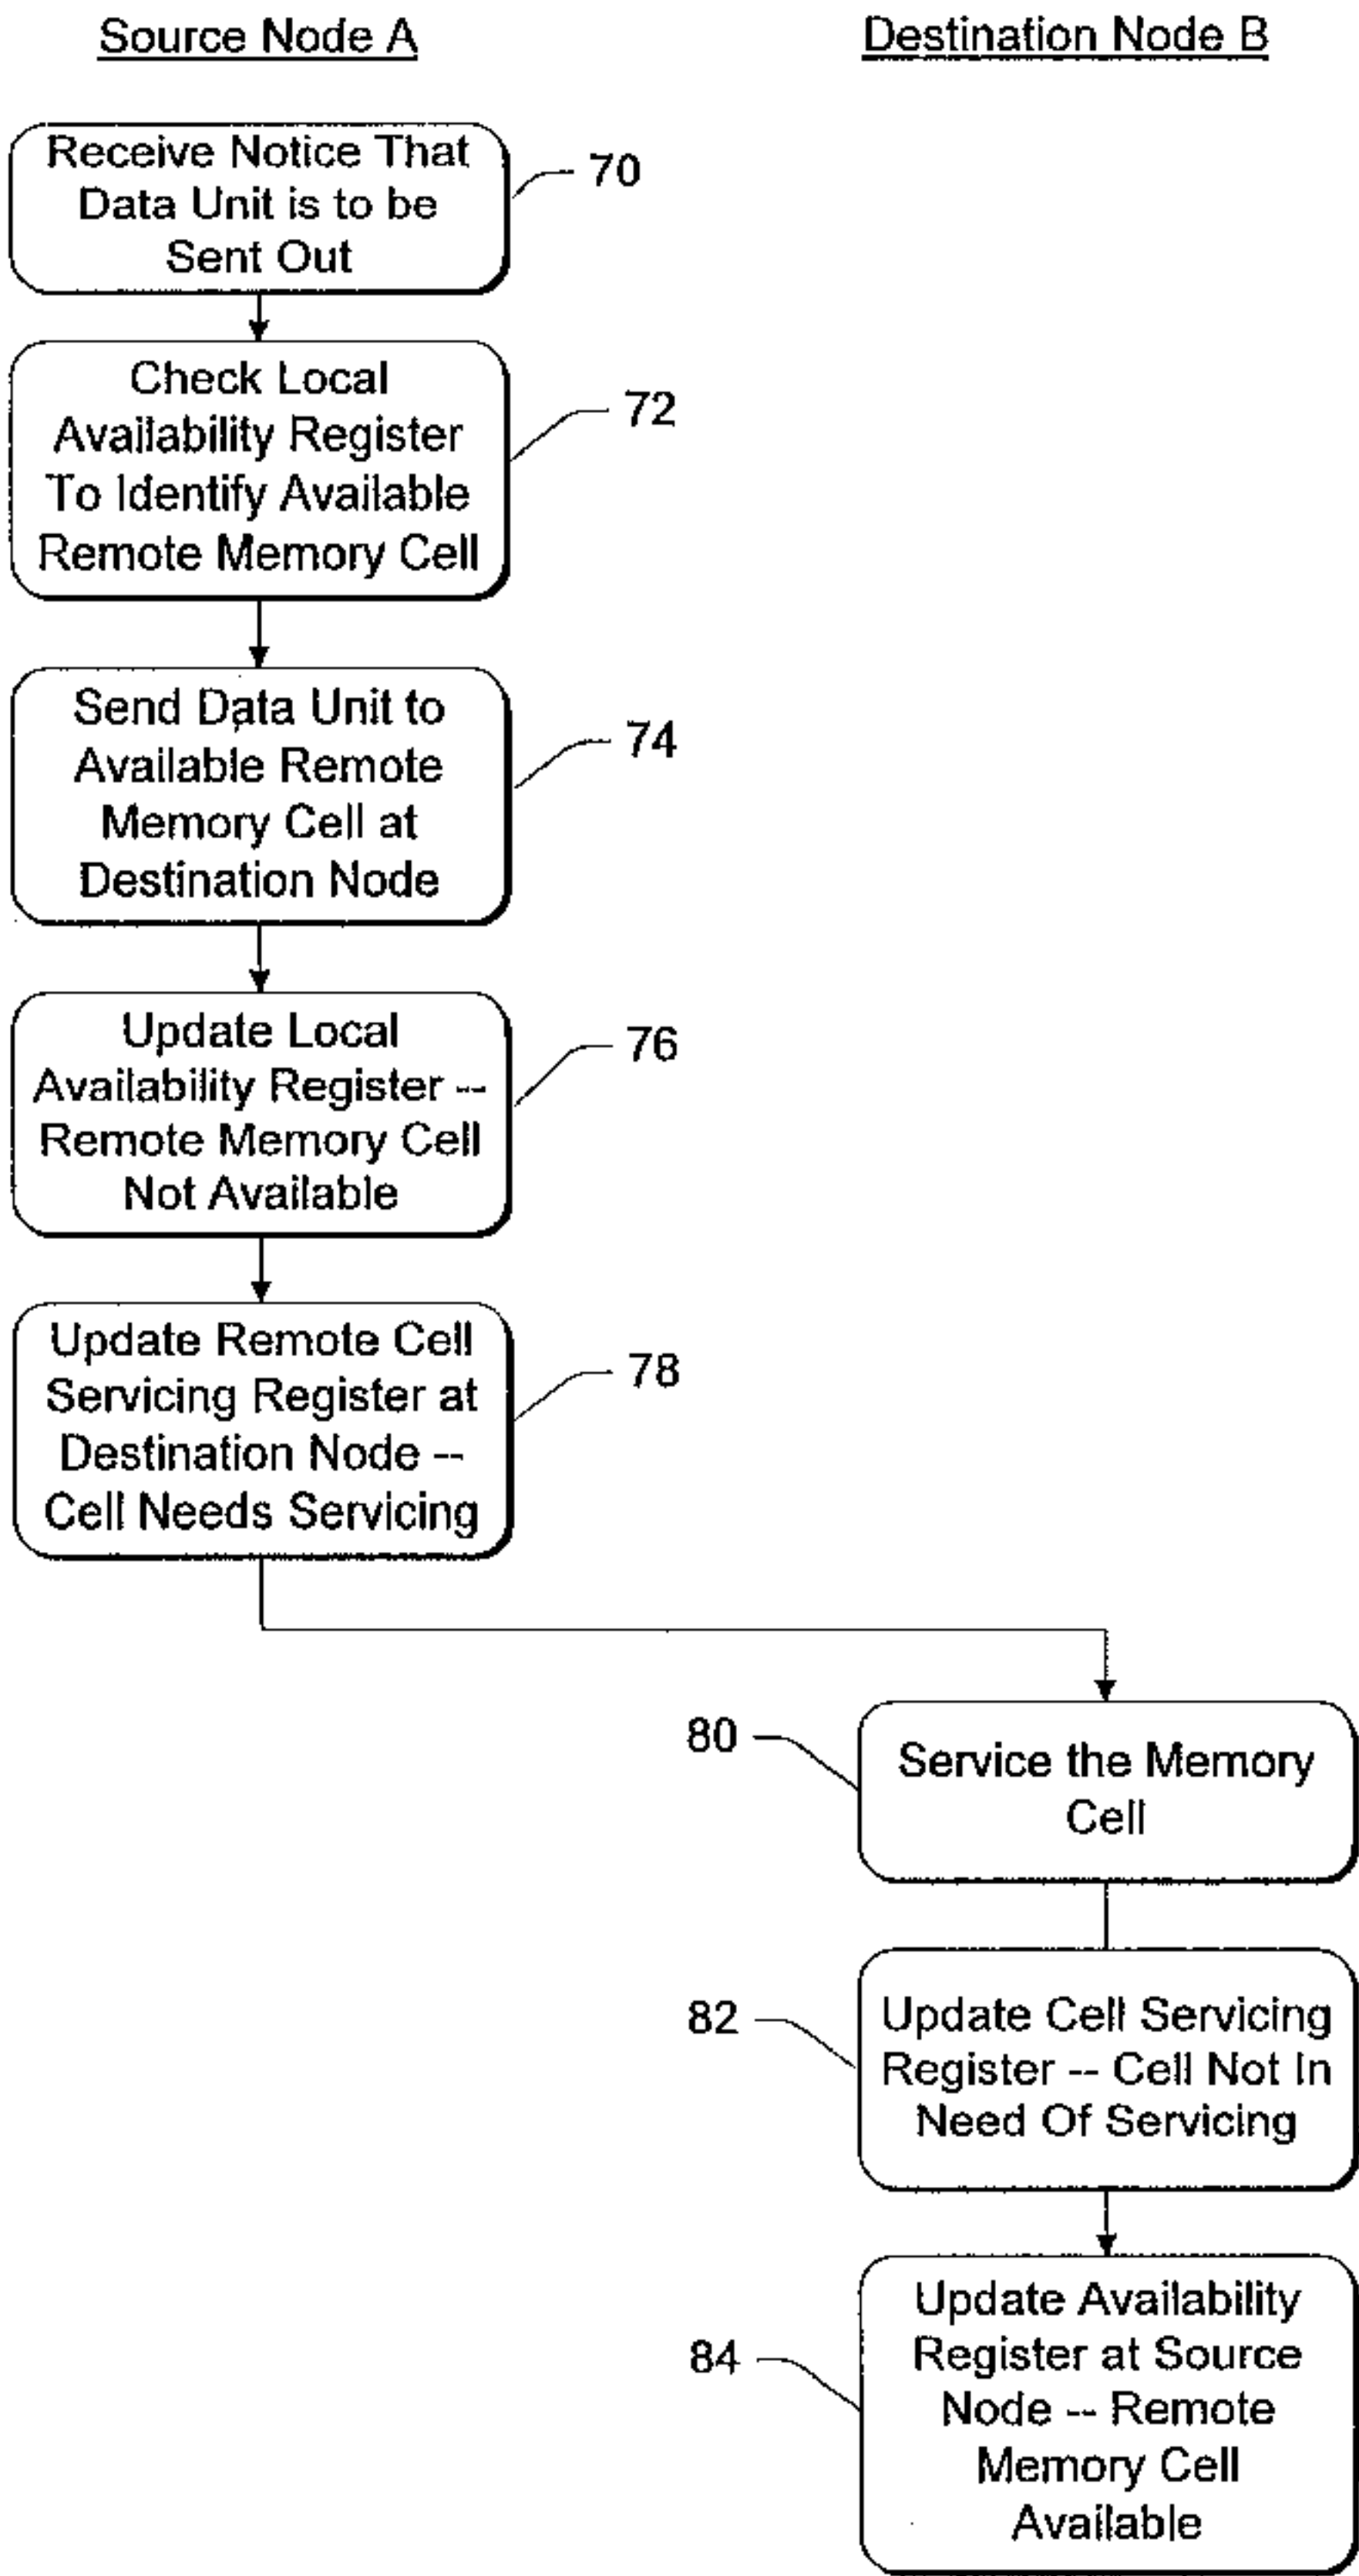 Source Node A
Destination Node B
Receive Notice That
Data Unit is to be
Sent Out
70
Check Local
Availability Register
To Identify Available
Remote Memory Cell
72
Send Data Unit to
Available Remote
Memory Cell at
Destination Node
74
Update Local
Availability Register --
Remote Memory Cell
Not Available
76
Update Remote Cell
Servicing Register at
Destination Node --
Cell Needs Servicing
78
80
Service the Memory
Cell
82
Update Cell Servicing
Register -- Cell Not In
Need Of Servicing
84
Update Availability
Register at Source
Node -- Remote
Memory Cell
Available